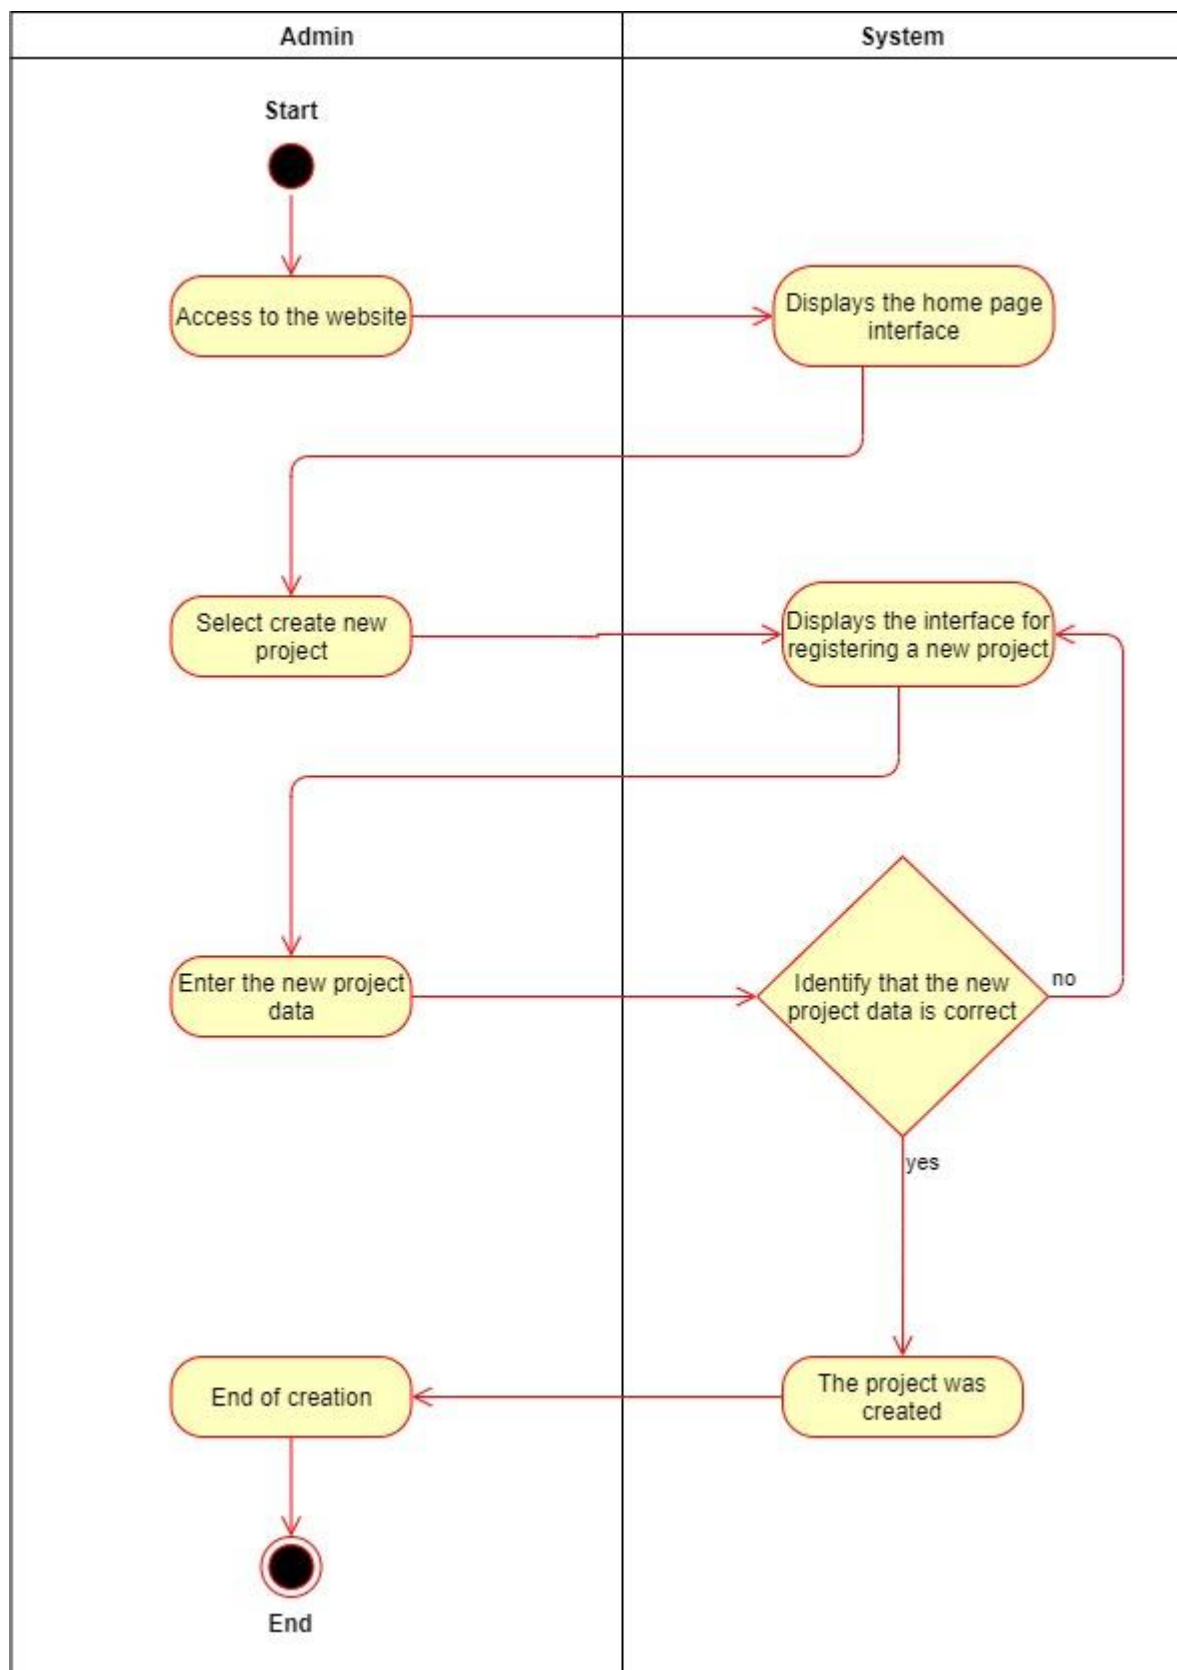 Admin
System
Start
Access to the website
Displays the home page
interface
Select create new
project
Displays the interface for
registering a new project
Enter the new project
data
Identify that the new
project data is correct
no
yes
End of creation
The project was
created
End